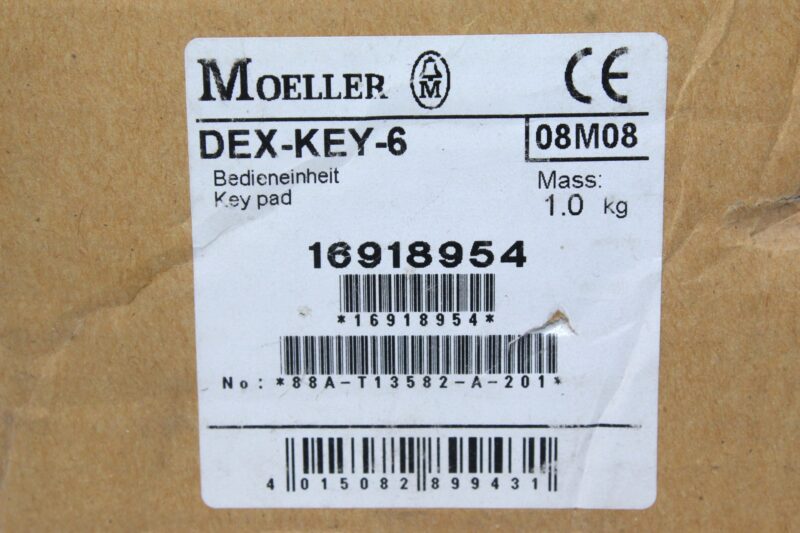 MOELLER M CE
DEX-KEY-6 08M08
Bedieneinheit Mass:
Key pad 1.0 kg
16918954
*16918954*
No: *88A-T13582-A-201*
4 015082 899431